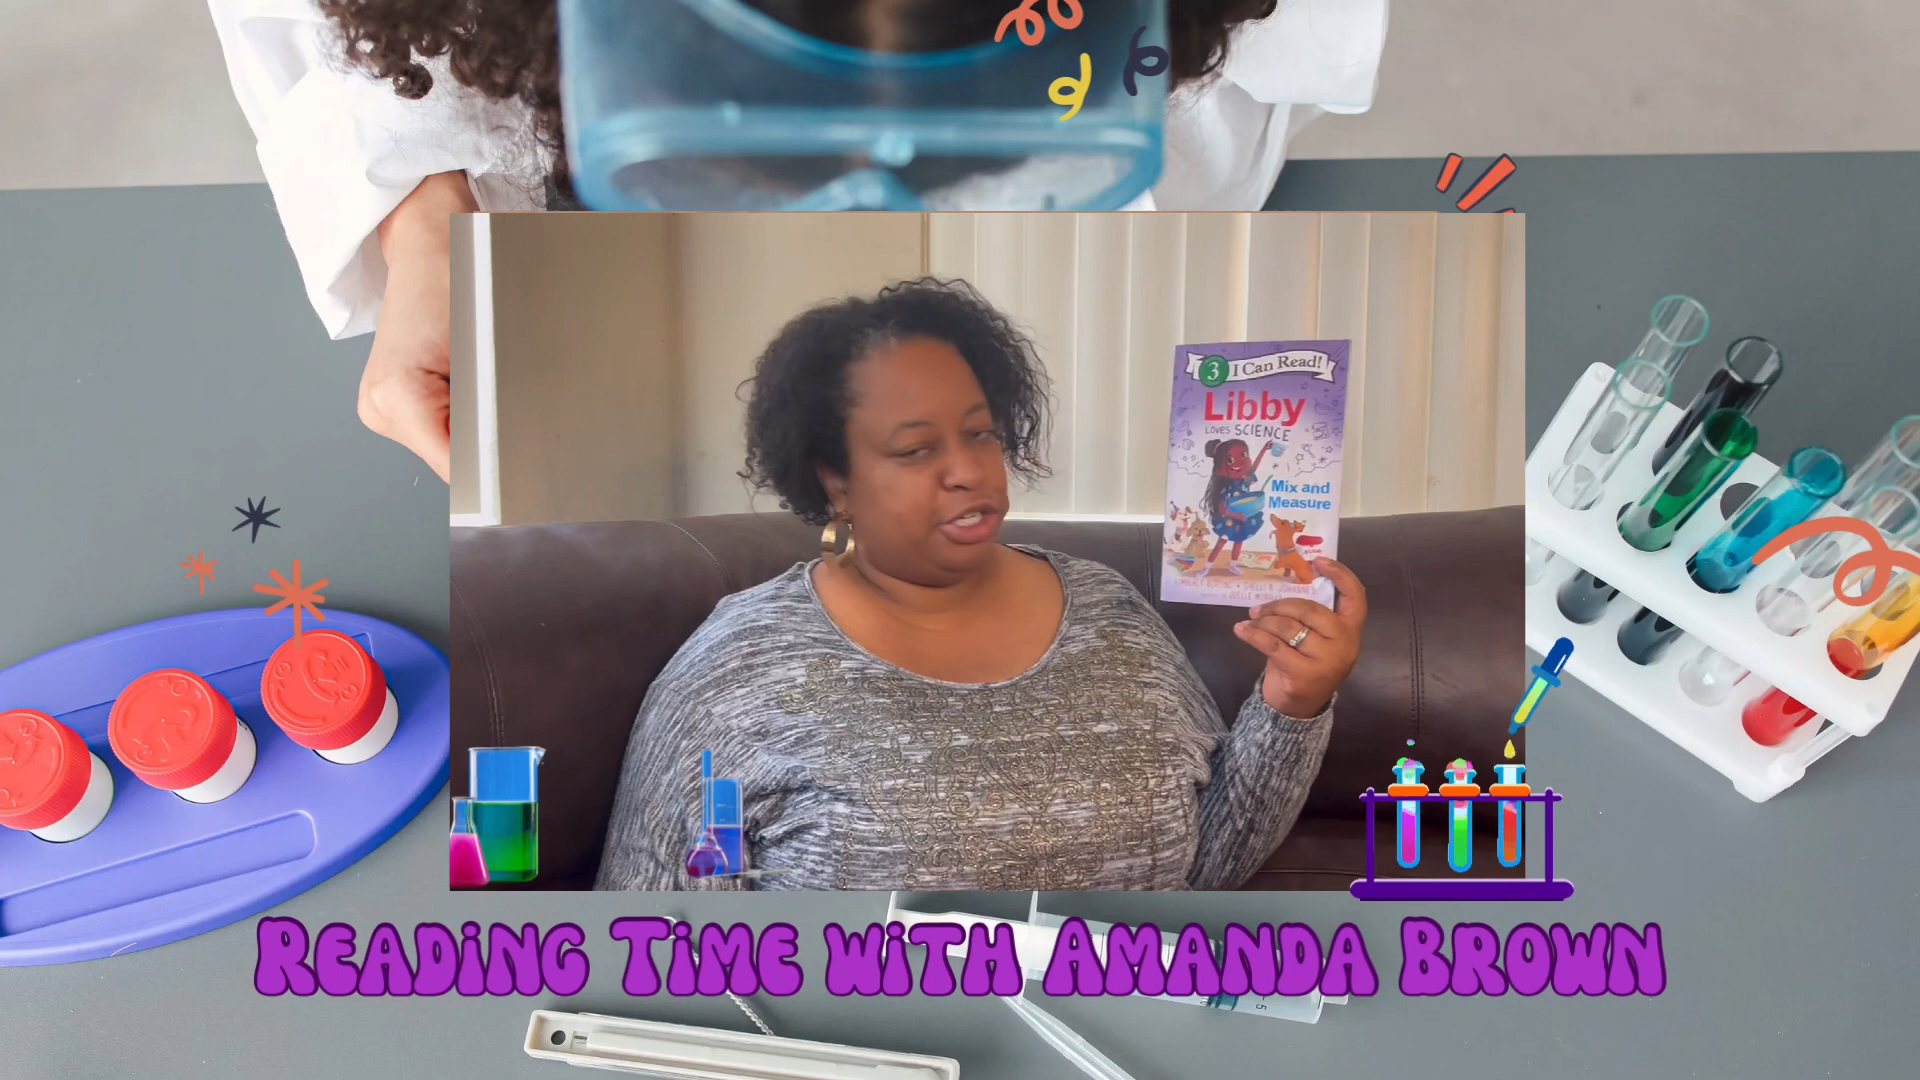 3 I Can Read!
Libby
LOVES SCIENCE
Mix and
Measure
READING TIME WITH AMANDA BROWN